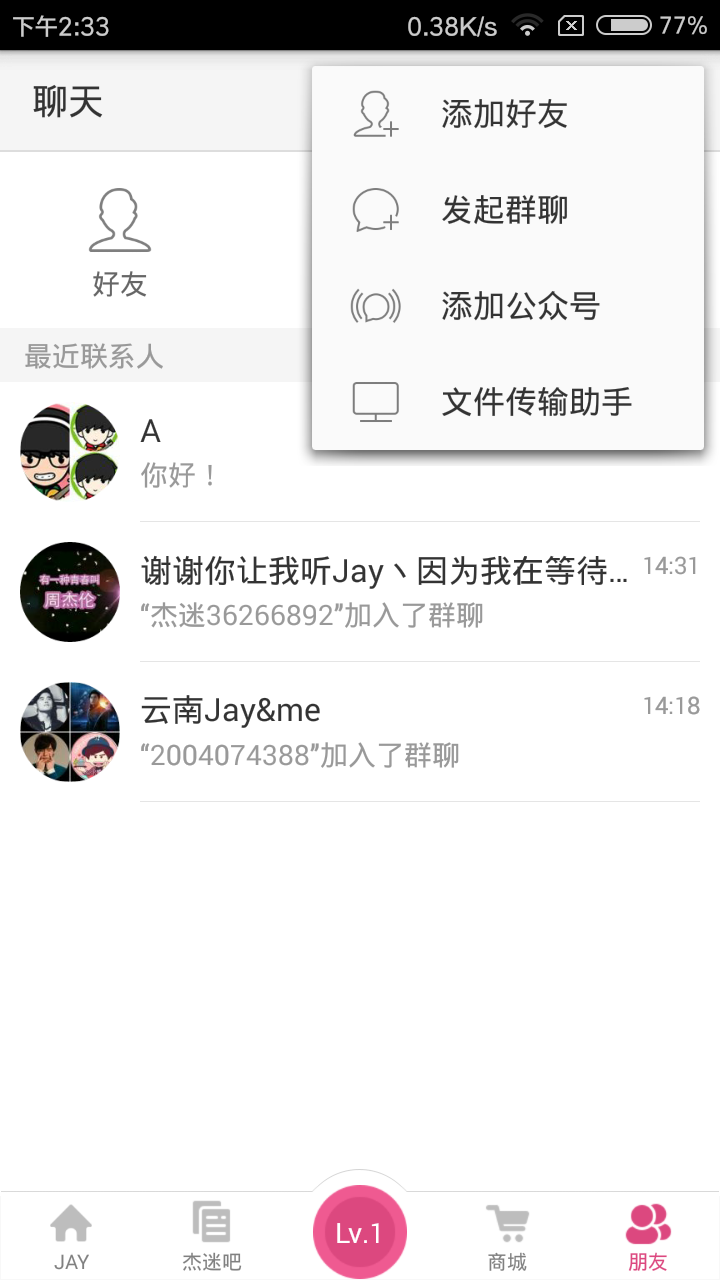 下午2:33
0.38K/s
77%
聊天
添加好友
发起群聊
添加公众号
文件传输助手
好友
最近联系人
A
你好！
有一种青春叫
周杰伦
谢谢你让我听Jay丶因为我在等待...
14:31
“杰迷36266892”加入了群聊
云南Jay&me
14:18
“2004074388”加入了群聊
JAY
杰迷吧
Lv.1
商城
朋友